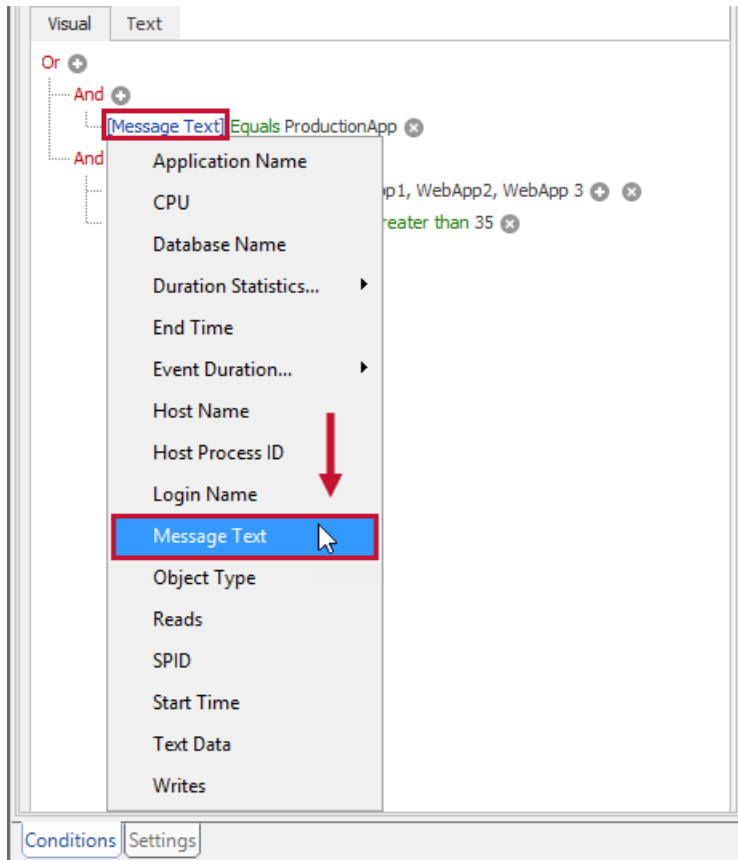 Visual Text
Or
And
[Message Text] Equals ProductionApp
And
Application Name
pp1, WebApp2, WebApp 3
CPU
reater than 35
Database Name
Duration Statistics...
End Time
Event Duration...
Host Name
Host Process ID
Login Name
Message Text
Object Type
Reads
SPID
Start Time
Text Data
Writes
Conditions Settings